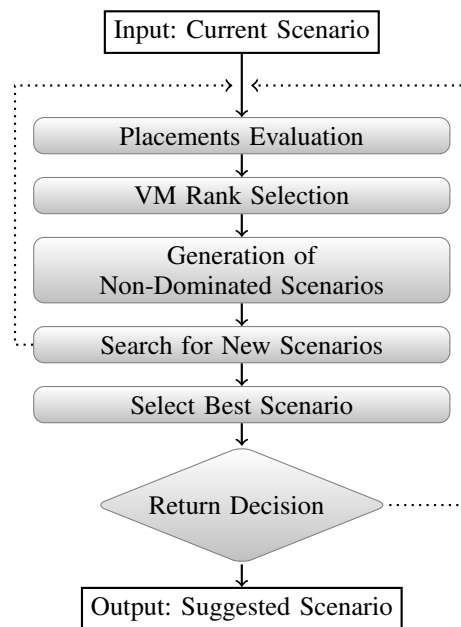 Input: Current Scenario
Placements Evaluation
VM Rank Selection
Generation of
Non-Dominated Scenarios
Search for New Scenarios
Select Best Scenario
Return Decision
Output: Suggested Scenario